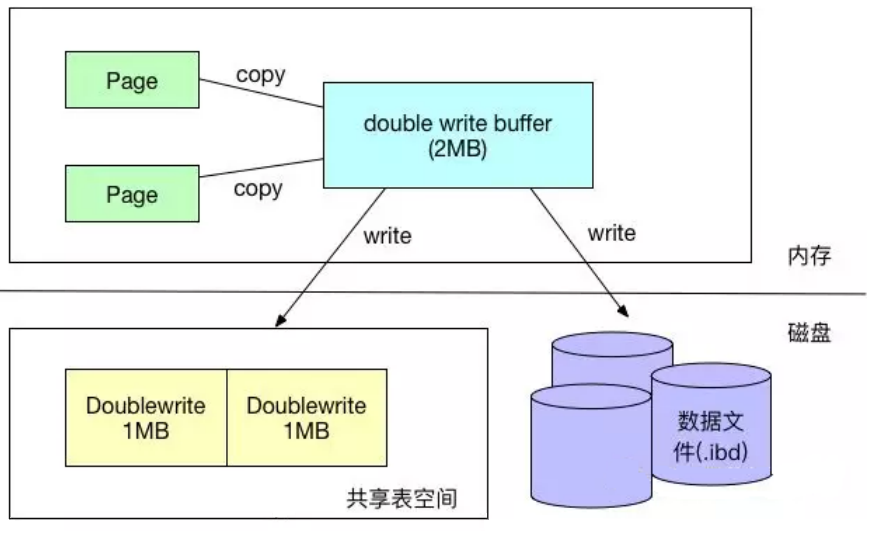 Page
copy
double write buffer
(2MB)
Page
copy
write
write
内存
磁盘
Doublewrite
1MB
Doublewrite
1MB
数据文
件(.ibd)
共享表空间